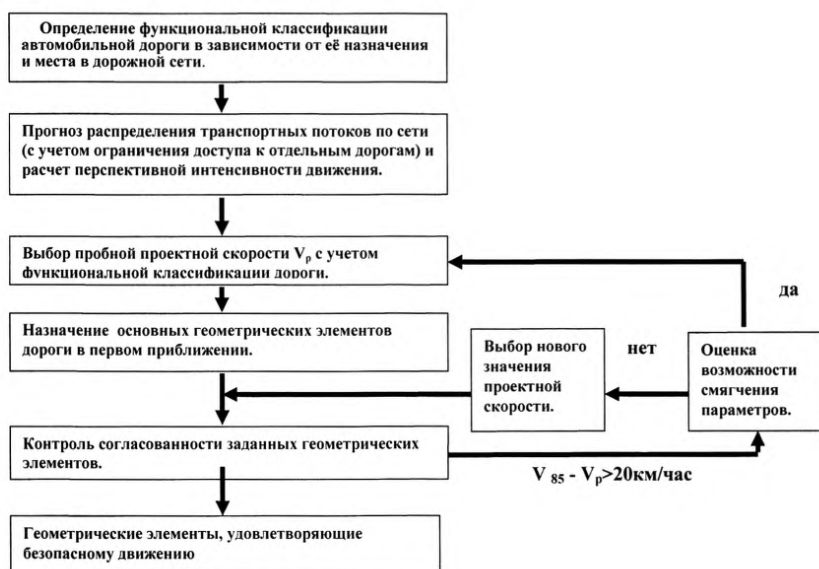 Определение функциональной классификации
автомобильной дороги в зависимости от её назначения
и места в дорожной сети.
Прогноз распределения транспортных потоков по сети
(с учетом ограничения доступа к отдельным дорогам) и
расчет перспективной интенсивности движения.
Выбор пробной проектной скорости Vр с учетом
функциональной классификации дороги.
да
Назначение основных геометрических элементов
дороги в первом приближении.
Выбор нового
значения
проектной
скорости.
нет
Оценка
возможности
смягчения
параметров.
Контроль согласованности заданных геометрических
элементов.
V 85 - Vр>20км/час
Геометрические элементы, удовлетворяющие
безопасному движению